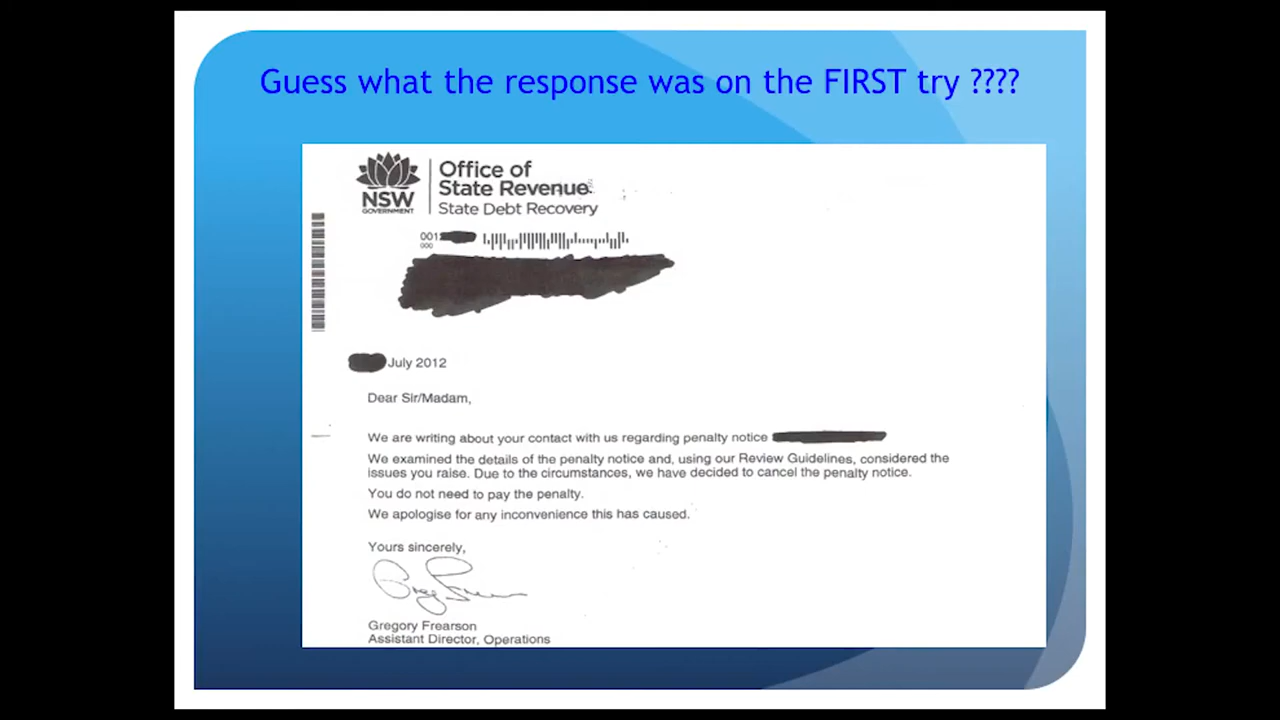 Guess what the response was on the FIRST try ????
Office of
State Revenue
State Debt Recovery
NSW
GOVERNMENT
001
000
July 2012
Dear Sir/Madam,
We are writing about your contact with us regarding penalty notice
We examined the details of the penalty notice and, using our Review Guidelines, considered the
issues you raise. Due to the circumstances, we have decided to cancel the penalty notice.
You do not need to pay the penalty.
We apologise for any inconvenience this has caused.
Yours sincerely,
Gregory Frearson
Assistant Director, Operations